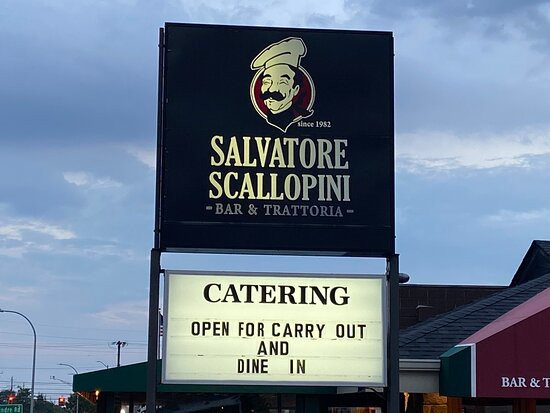 since 1982
SALVATORE
SCALLOPINI
BAR & TRATTORIA
CATERING
OPEN FOR CARRY OUT
AND
DINE IN
BAR & T